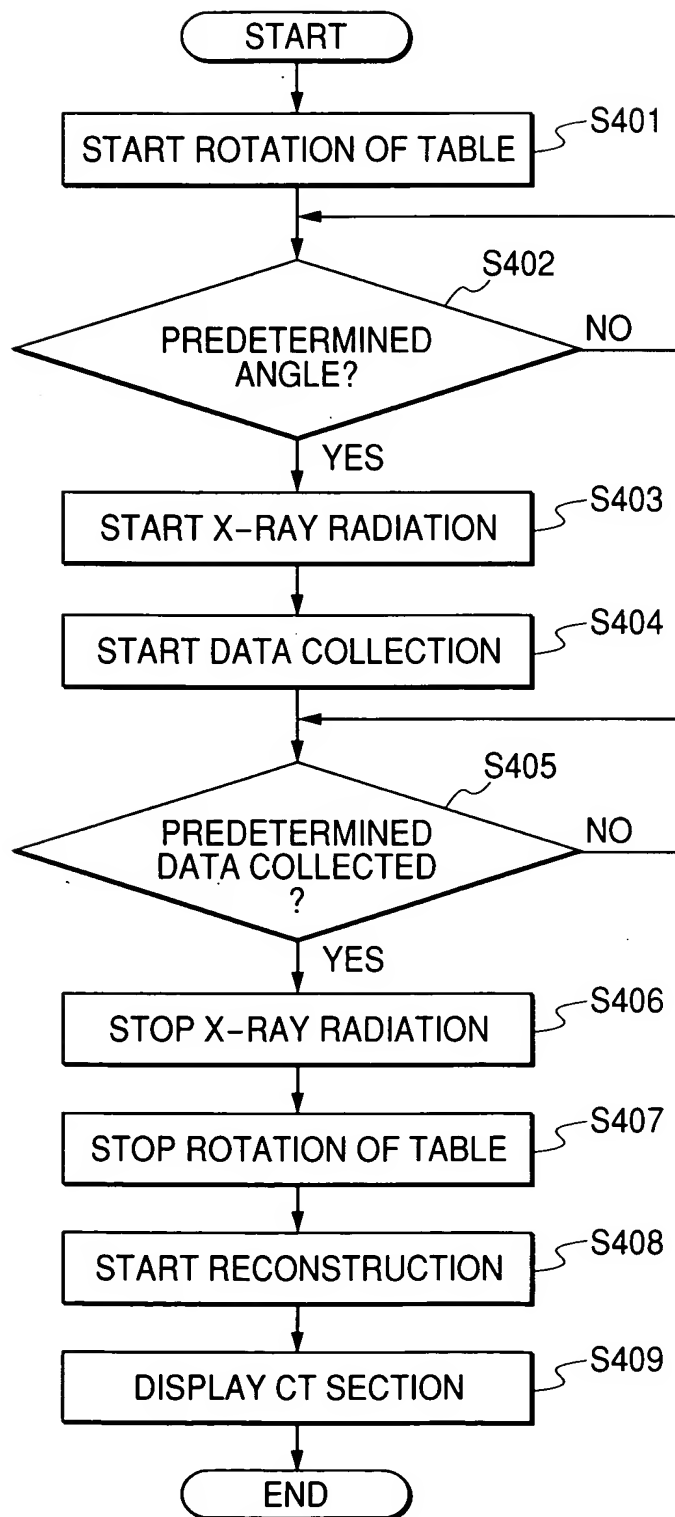 START
START ROTATION OF TABLE
S401
S402
PREDETERMINED
ANGLE?
NO
YES
START X-RAY RADIATION
S403
START DATA COLLECTION
S404
S405
PREDETERMINED
DATA COLLECTED
?
NO
YES
STOP X-RAY RADIATION
S406
STOP ROTATION OF TABLE
S407
START RECONSTRUCTION
S408
DISPLAY CT SECTION
S409
END